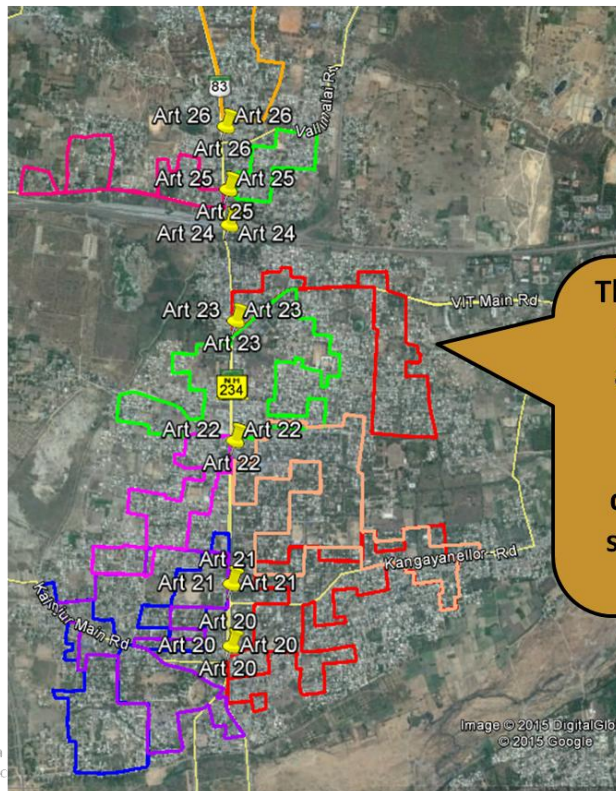 83
Art 26 Art 26
Vallimalai R
Art 26
Art 25 Art 25
Art 25
Art 24 Art 24
VIT Main Rd
Art 23 Art 23
Art 23
NH
234
Art 22 Art 22
Art 22
Kangayanellor Rd
Art 21
Art 21 Art 21
Art 20
Art 20 Art 20
Art 20
Main Rd
Image © 2015 DigitalGlo
© 2015 Google